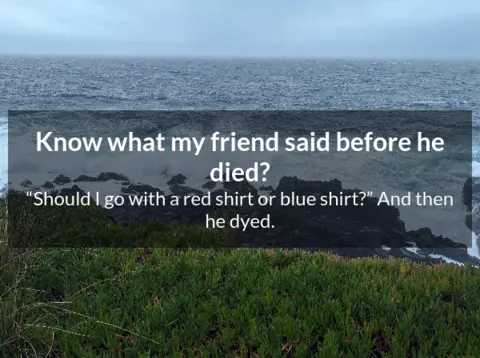 Know what my friend said before he
died?
“Should I go with a red shirt or blue shirt?” And then
he dyed.